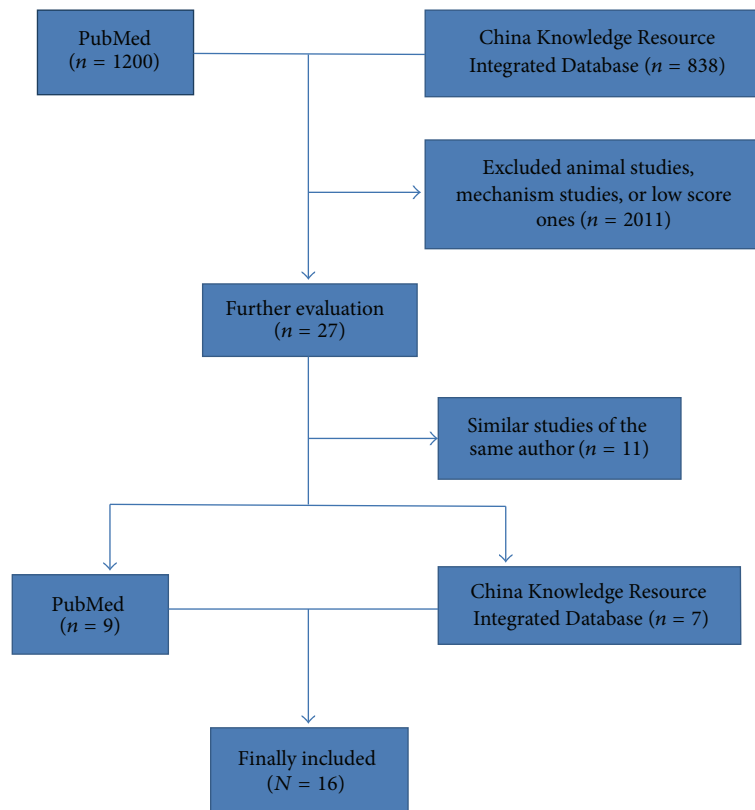 PubMed
(n = 1200)
China Knowledge Resource
Integrated Database (n = 838)
Excluded animal studies,
mechanism studies, or low score
ones (n = 2011)
Further evaluation
(n = 27)
Similar studies of the
same author (n = 11)
PubMed
(n = 9)
China Knowledge Resource
Integrated Database (n = 7)
Finally included
(N = 16)